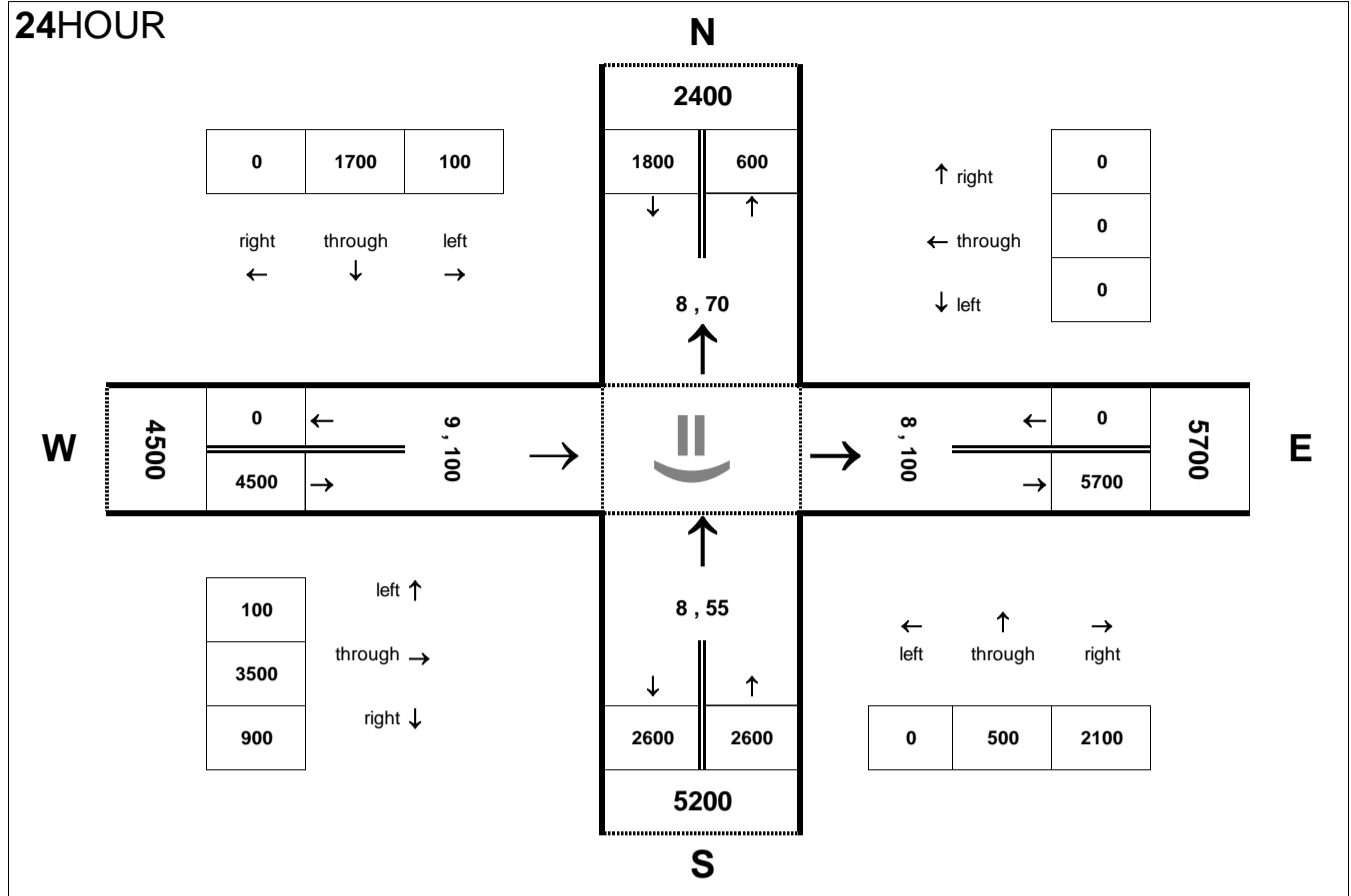 24HOUR
N
2400
1800 600
0 1700 100
right through left
← ↓ →
↓ ↑
↑ right 0
← through 0
↓ left 0
8 , 70
↑
W
4500
0 ←
4500 →
9 , 100
→
→
8 , 100
← 0
→ 5700
5700
E
100 left ↑
3500 through →
900 right ↓
↑
8 , 55
↓ ↑
2600 2600
5200
S
← ↑ →
left through right
0 500 2100